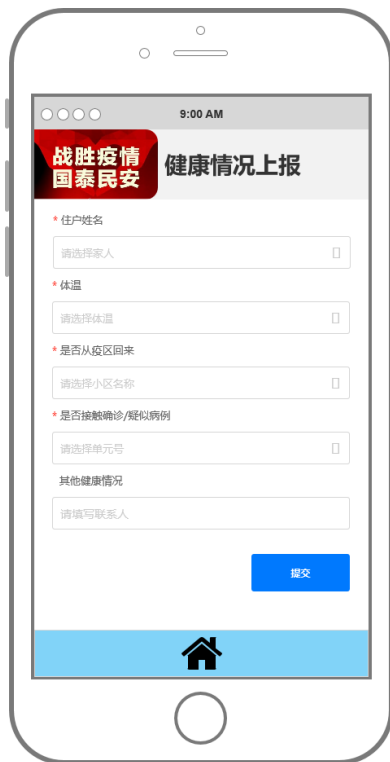 9:00 AM
战胜疫情
国泰民安
健康情况上报
* 住户姓名
请选择家人
* 体温
请选择体温
* 是否从疫区回来
请选择小区名称
* 是否接触确诊/疑似病例
请选择单元号
其他健康情况
请填写联系人
提交